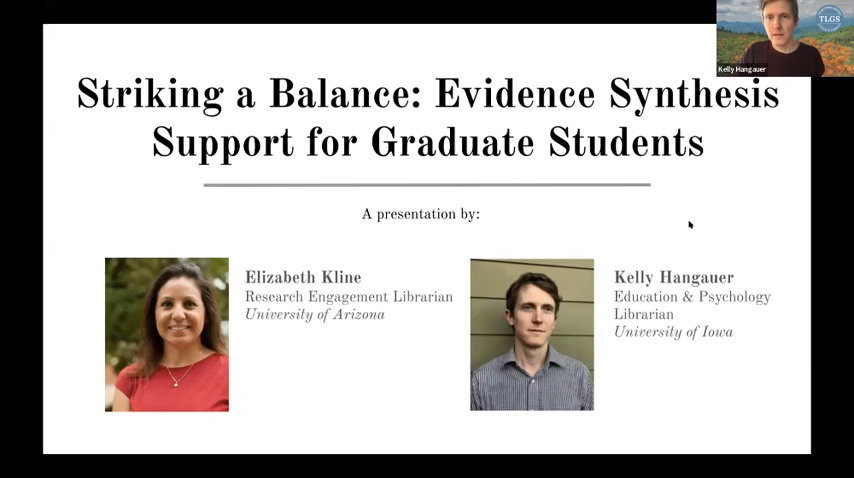 TLGS
Kelly Hangauer
Striking a Balance: Evidence Synthesis
Support for Graduate Students
A presentation by:
Elizabeth Kline
Research Engagement Librarian
University of Arizona
Kelly Hangauer
Education & Psychology
Librarian
University of Iowa